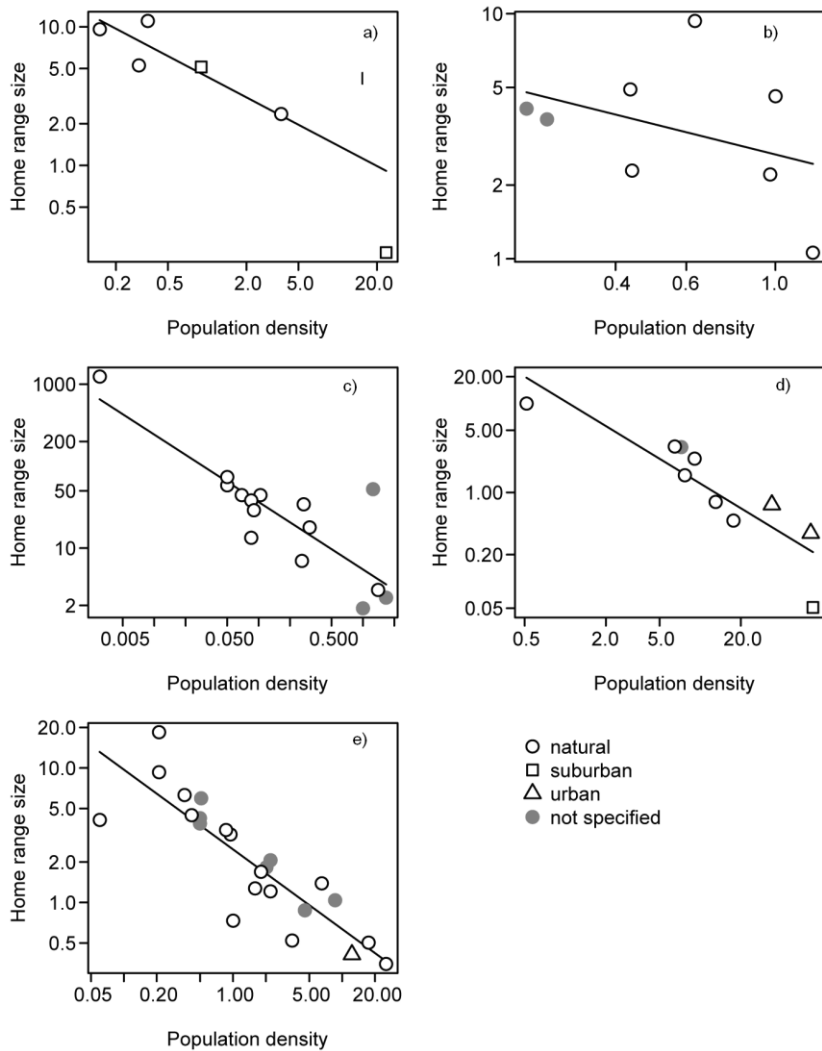 a)
Home range size
10.0
5.0
2.0
1.0
0.5
0.2 0.5 2.0 5.0 20.0
Population density
b)
Home range size
10
5
2
1
0.4 0.6 1.0
Population density
c)
Home range size
1000
200
50
10
2
0.005 0.050 0.500
Population density
d)
Home range size
20.00
5.00
1.00
0.20
0.05
0.5 2.0 5.0 20.0
Population density
e)
Home range size
20.0
10.0
5.0
2.0
1.0
0.5
0.05 0.20 1.00 5.00 20.00
Population density
natural
suburban
urban
not specified